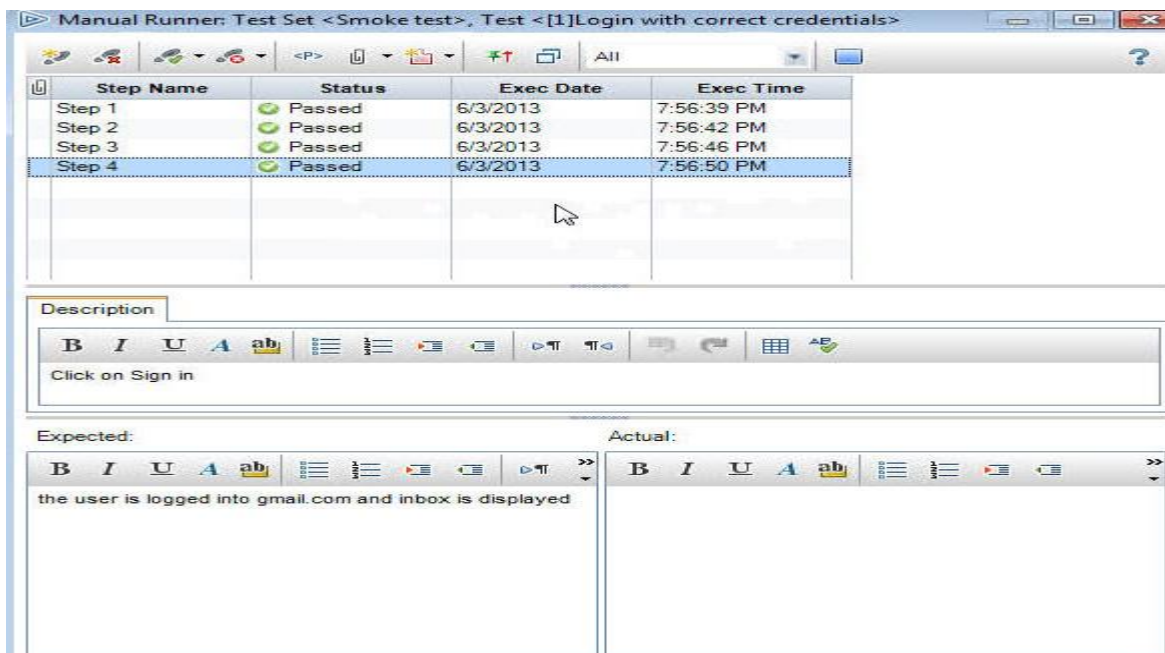 Manual Runner: Test Set <Smoke test>, Test <[1]Login with correct credentials>
<P> All ?
Step Name Status Exec Date Exec Time
Step 1 Passed 6/3/2013 7:56:39 PM
Step 2 Passed 6/3/2013 7:56:42 PM
Step 3 Passed 6/3/2013 7:56:46 PM
Step 4 Passed 6/3/2013 7:56:50 PM
Description
B I U A ab
Click on Sign in
Expected: Actual:
B I U A ab B I U A ab
the user is logged into gmail.com and inbox is displayed